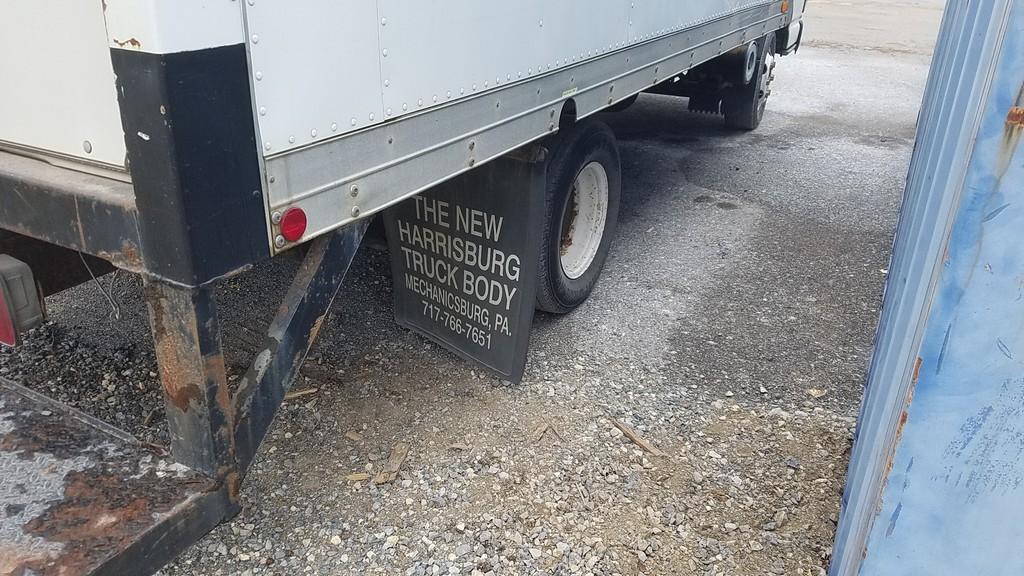 THE NEW
HARRISBURG
TRUCK BODY
MECHANICSBURG, PA.
717-766-7651